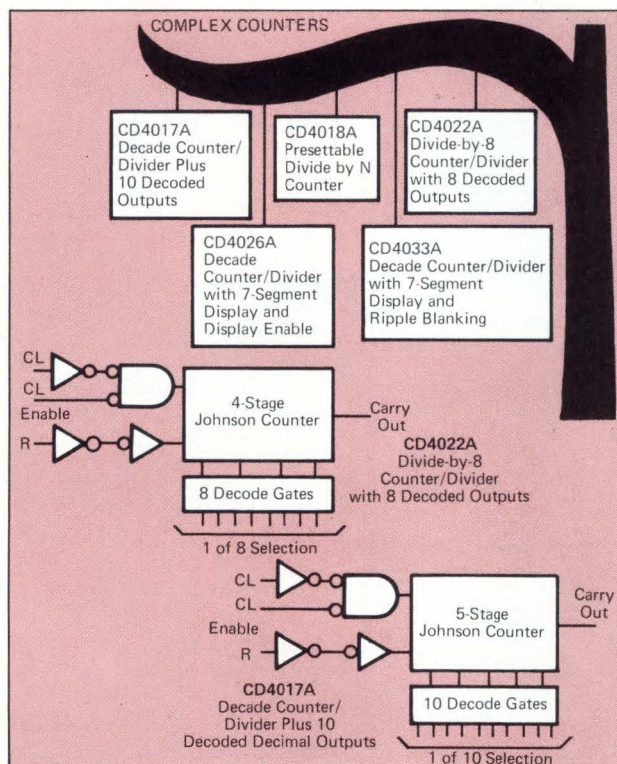 COMPLEX COUNTERS
CD4017A
Decade Counter/
Divider Plus
10 Decoded
Outputs
CD4018A
Presettable
Divide by N
Counter
CD4022A
Divide-by-8
Counter/Divider
with 8 Decoded
Outputs
CD4026A
Decade
Counter/Divider
with 7-Segment
Display and
Display Enable
CD4033A
Decade Counter/Divider
with 7-Segment
Display and
Ripple Blanking
CL
CL
Enable
R
4-Stage
Johnson Counter
Carry
Out
8 Decode Gates
1 of 8 Selection
CD4022A
Divide-by-8
Counter/Divider
with 8 Decoded Outputs
CL
CL
Enable
R
5-Stage
Johnson Counter
Carry
Out
10 Decode Gates
1 of 10 Selection
CD4017A
Decade Counter/
Divider Plus 10
Decoded Decimal Outputs